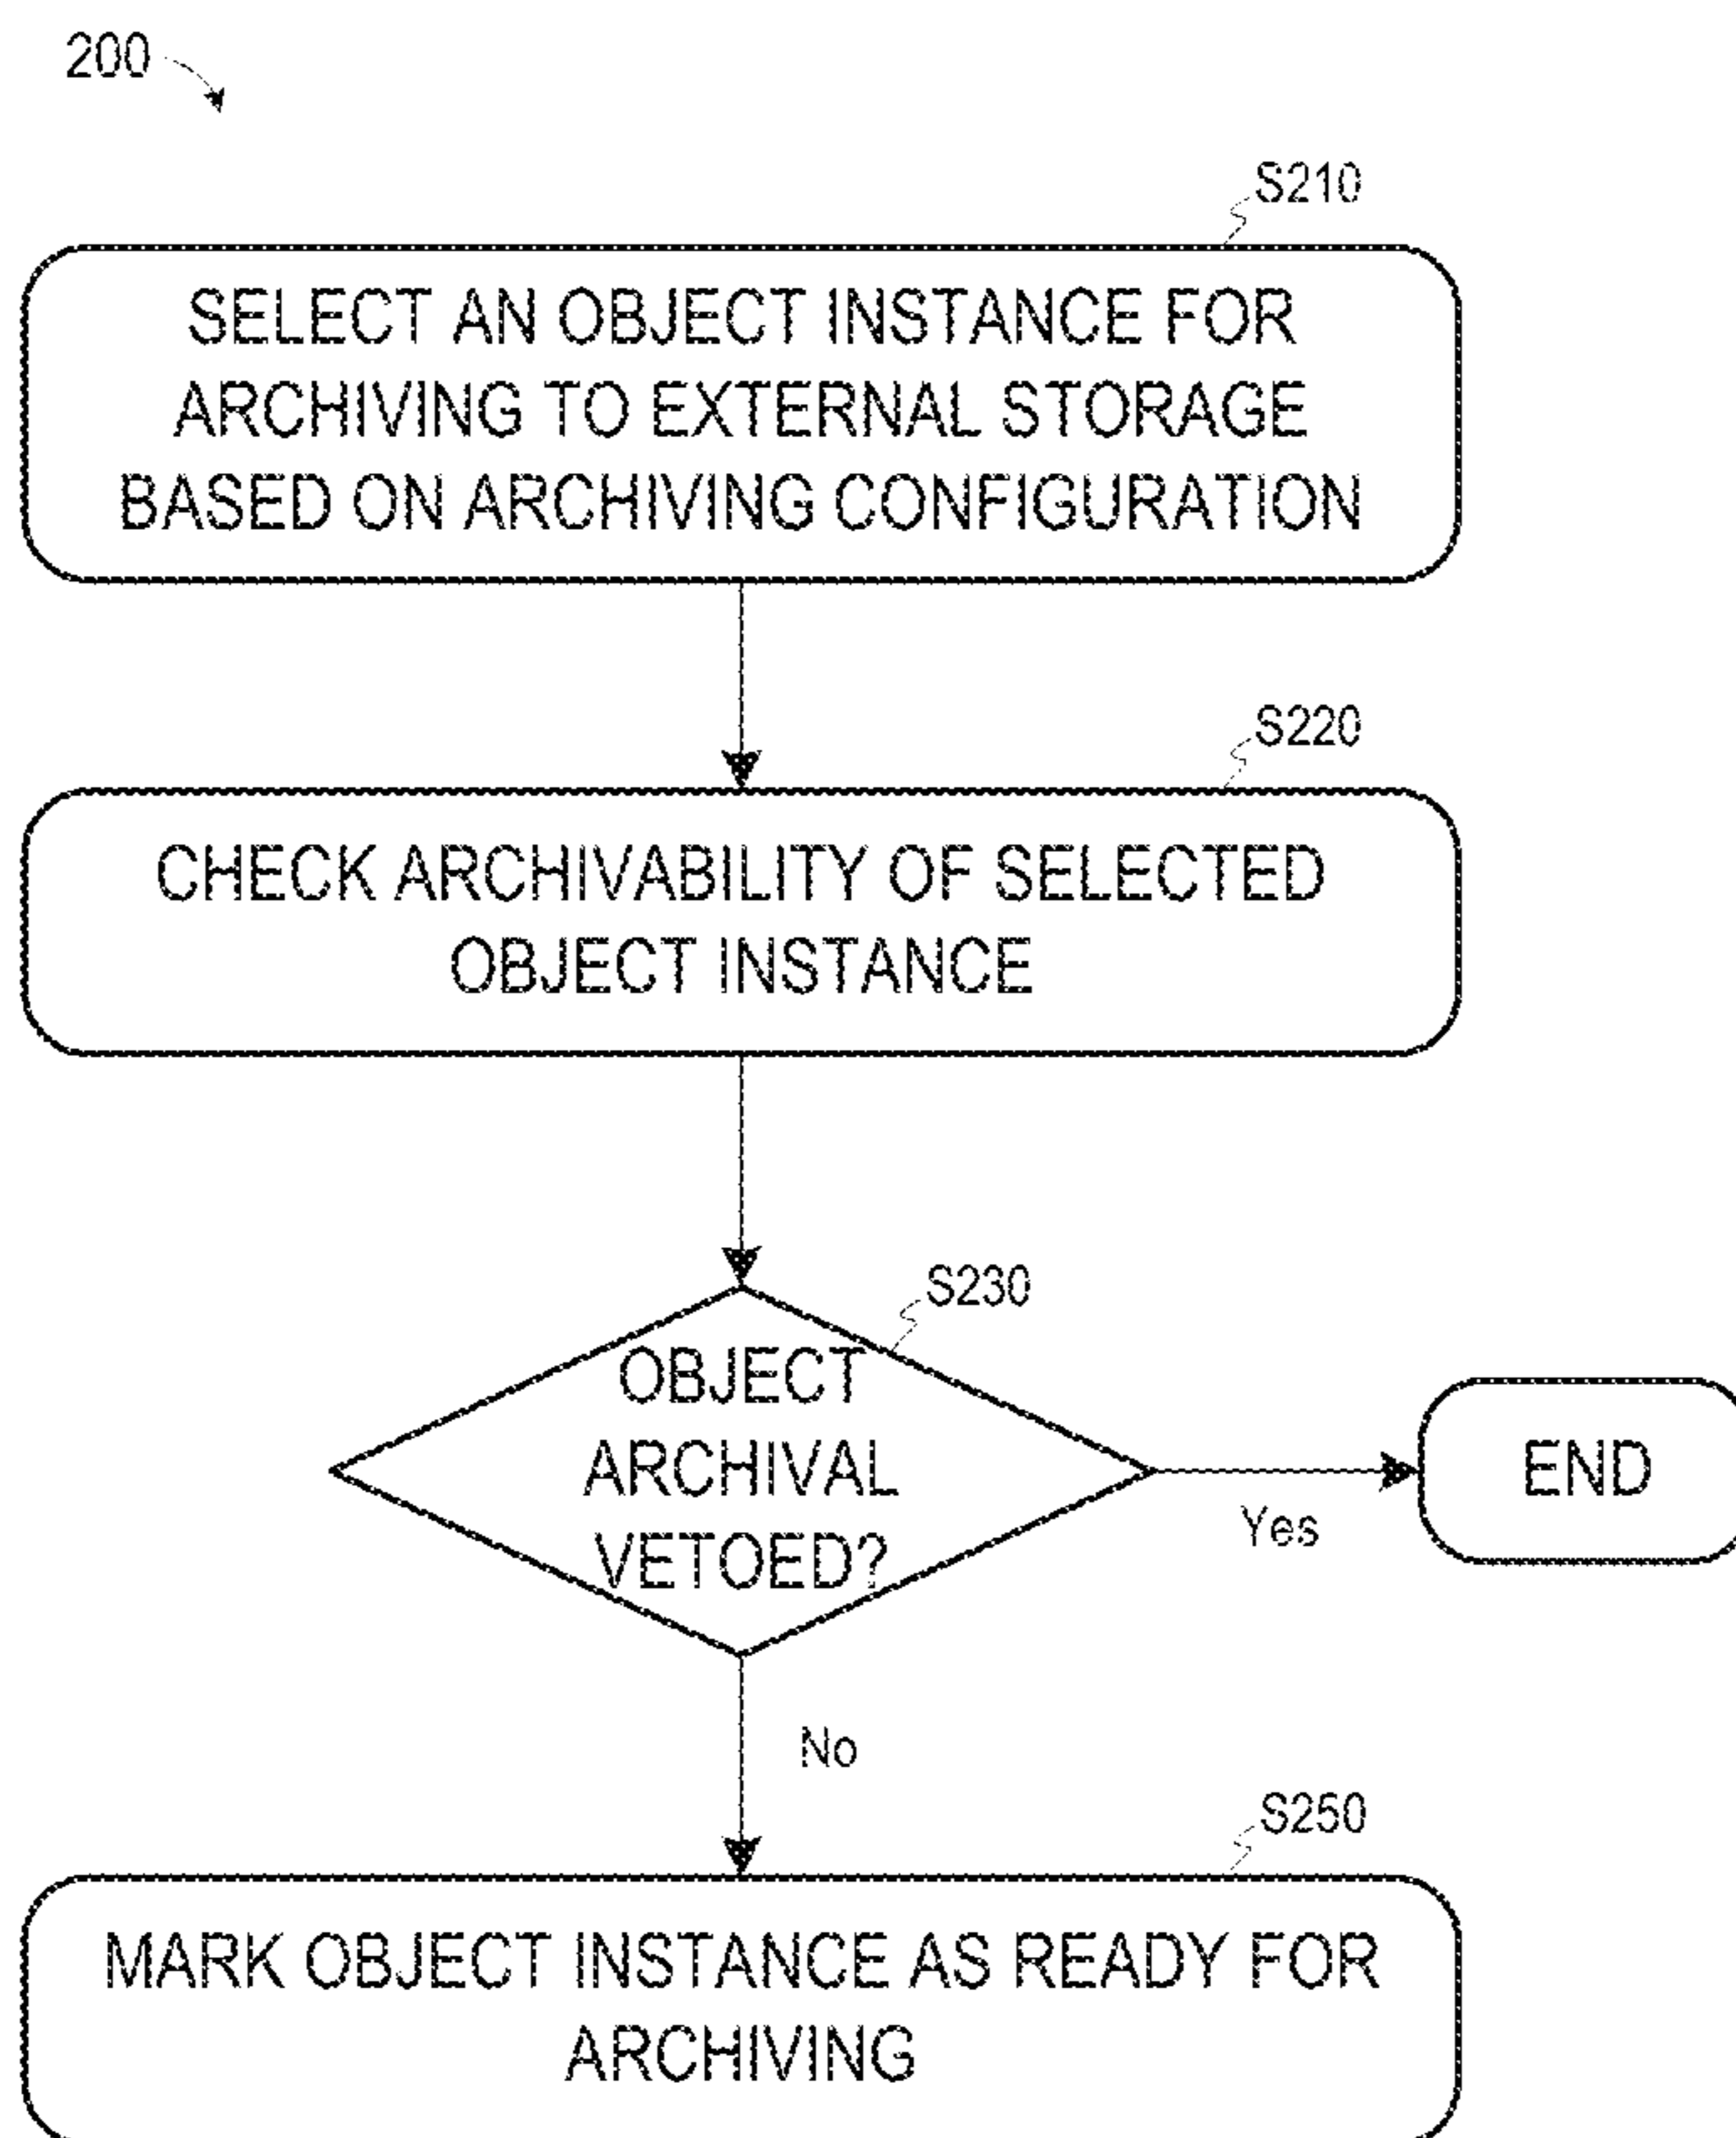 200
S210
SELECT AN OBJECT INSTANCE FOR
ARCHIVING TO EXTERNAL STORAGE
BASED ON ARCHIVING CONFIGURATION
S220
CHECK ARCHIVABILITY OF SELECTED
OBJECT INSTANCE
S230
OBJECT
ARCHIVAL
VETOED?
Yes
END
No
S250
MARK OBJECT INSTANCE AS READY FOR
ARCHIVING